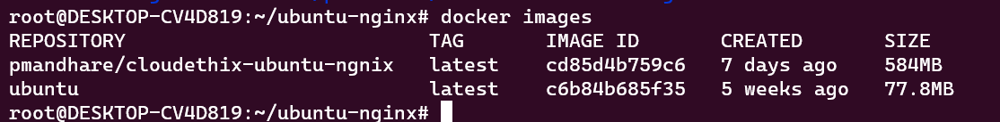 root@DESKTOP-CV4D819:~/ubuntu-nginx# docker images
REPOSITORY TAG IMAGE ID CREATED SIZE
pmandhare/cloudethix-ubuntu-ngnix latest cd85d4b759c6 7 days ago 584MB
ubuntu latest c6b84b685f35 5 weeks ago 77.8MB
root@DESKTOP-CV4D819:~/ubuntu-nginx#